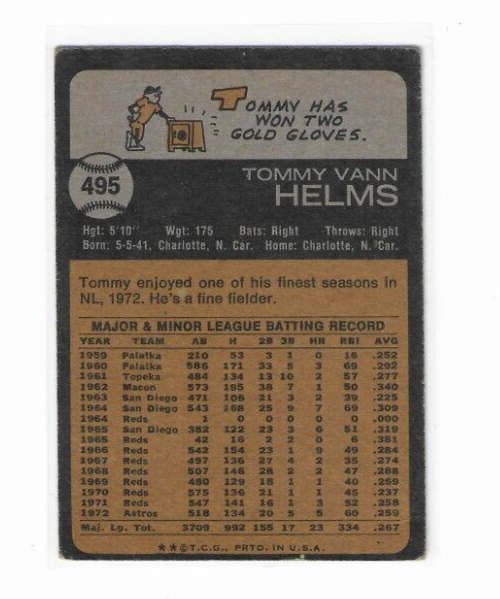 TOMMY HAS
WON TWO
GOLD GLOVES.
495
TOMMY VANN
HELMS
Hgt: 5'10" Wgt: 175 Bats: Right Throws: Right
Born: 5-5-41, Charlotte, N. Car. Home: Charlotte, N. Car.
Tommy enjoyed one of his finest seasons in
NL, 1972. He's a fine fielder.
MAJOR & MINOR LEAGUE BATTING RECORD
YEAR TEAM AB H 2B 3B HR RBI AVG
1959 Palatka 210 53 3 1 0 16 .252
1960 Palatka 586 171 33 5 3 69 .292
1961 Topeka 484 134 13 10 2 57 .277
1962 Macon 573 195 38 7 1 50 .340
1963 San Diego 471 106 21 3 2 39 .225
1964 San Diego 543 168 25 9 7 69 .309
1964 Reds 1 0 0 0 0 0 .000
1965 San Diego 382 122 23 3 6 51 .319
1965 Reds 42 16 2 2 0 6 .381
1966 Reds 542 154 23 1 9 49 .284
1967 Reds 497 136 27 4 2 35 .274
1968 Reds 507 146 28 2 2 47 .288
1969 Reds 480 129 18 1 1 40 .269
1970 Reds 575 136 21 1 1 45 .237
1971 Reds 547 141 16 1 3 52 .258
1972 Astros 518 134 20 5 5 60 .259
Maj. Lg. Tot. 3709 992 155 17 23 334 .267
★★©T.C.G., PRTD. IN U.S.A.